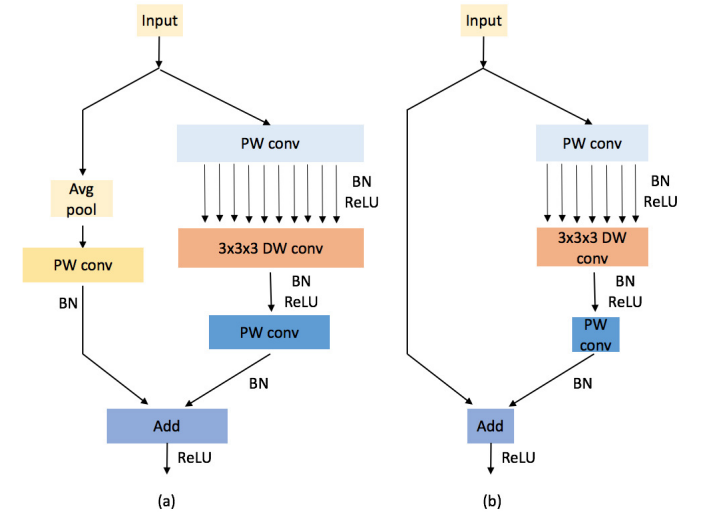 Input
PW conv
BN
ReLU
Avg
pool
3x3x3 DW conv
PW conv
BN
BN
ReLU
PW conv
BN
Add
ReLU
(a)
Input
PW conv
BN
ReLU
3x3x3 DW
conv
BN
ReLU
PW
conv
BN
Add
ReLU
(b)